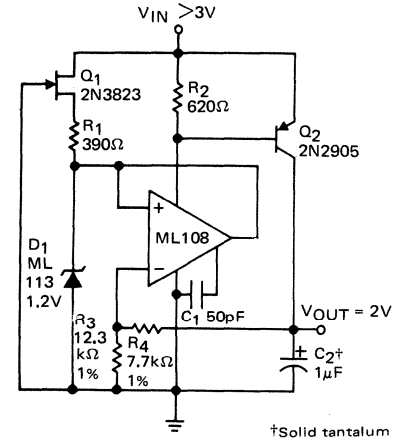 VIN >3V
Q1
2N3823
R2
620Ω
R1
390Ω
Q2
2N2905
+
ML108
−
D1
ML
113
1.2V
C1 50pF
VOUT = 2V
R3
12.3
kΩ
1%
R4
7.7kΩ
1%
+
C2†
1μF
†Solid tantalum